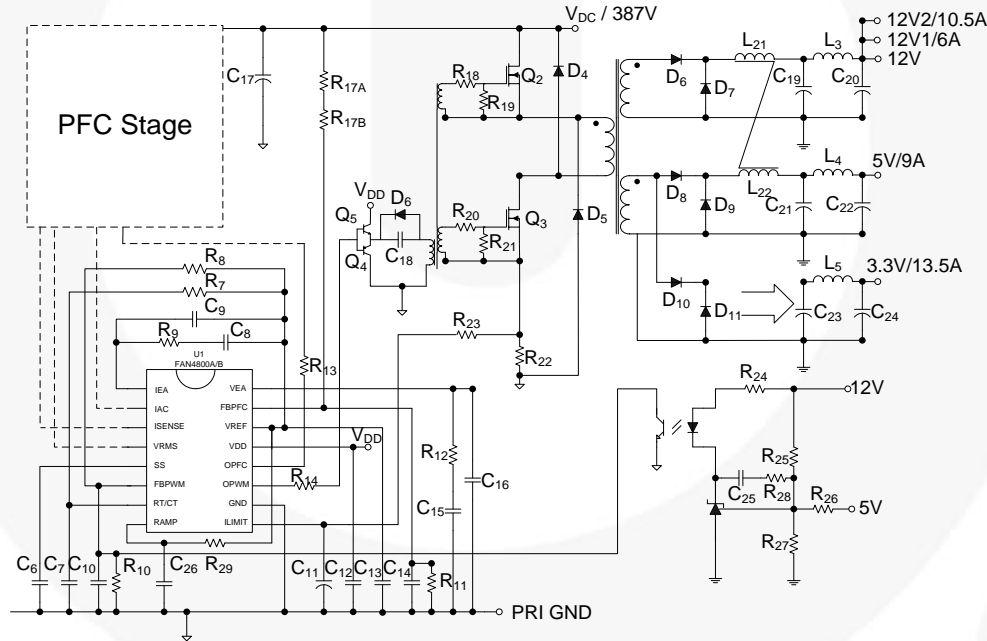 V_DC / 387V
12V2/10.5A
12V1/6A
12V
PFC Stage
C17
R17A
R17B
R18
Q2
R19
D4
D6
D7
L21
C19
L3
C20
VDD
Q5
Q4
D6
C18
R20
Q3
R21
D5
D8
D9
L22
C21
L4
C22
5V/9A
D10
D11
L5
C23
C24
3.3V/13.5A
R8
R7
C9
R9
C8
R13
R23
R22
U1
FAN4800A/B
IEA
IAC
ISENSE
VRMS
SS
FBPWM
RT/CT
RAMP
VEA
FBPFC
VREF
VDD
OPFC
OPWM
GND
ILIMIT
VDD
R14
R12
C15
C16
R24
12V
R25
C25
R28
R26
5V
R27
C6
C7
C10
R10
C26
R29
C11
C12
C13
C14
R11
PRI GND